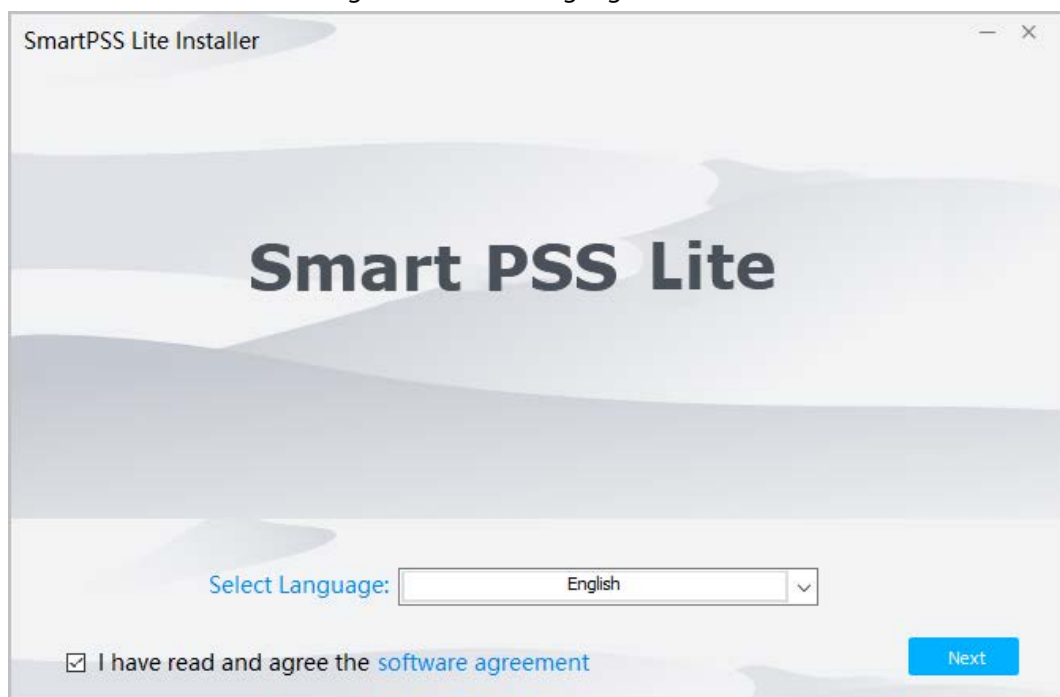 SmartPSS Lite Installer
Smart PSS Lite
Select Language: English
I have read and agree the software agreement
Next